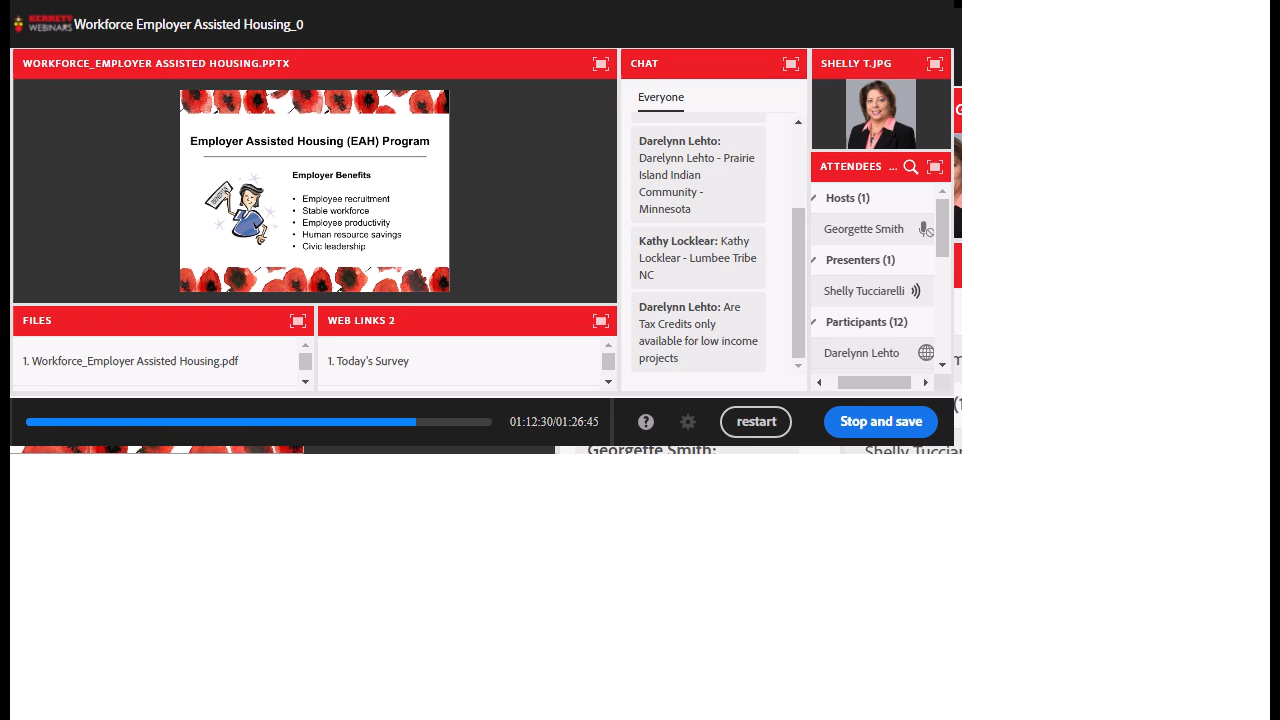 KERRETT
WEBINARS
Workforce Employer Assisted Housing_0
WORKFORCE_EMPLOYER ASSISTED HOUSING.PPTX
Employer Assisted Housing (EAH) Program
Employer Benefits
• Employee recruitment
• Stable workforce
• Employee productivity
• Human resource savings
• Civic leadership
FILES
1. Workforce_Employer Assisted Housing.pdf
WEB LINKS 2
1. Today's Survey
CHAT
Everyone
Darelynn Lehto:
Darelynn Lehto - Prairie
Island Indian
Community -
Minnesota
Kathy Locklear: Kathy
Locklear - Lumbee Tribe
NC
Darelynn Lehto: Are
Tax Credits only
available for low income
projects
SHELLY T.JPG
ATTENDEES ...
Hosts (1)
Georgette Smith
Presenters (1)
Shelly Tucciarelli
Participants (12)
Darelynn Lehto
01:12:30/01:26:45
?
restart
Stop and save
Georgette Smith:
Shelly Tucciar